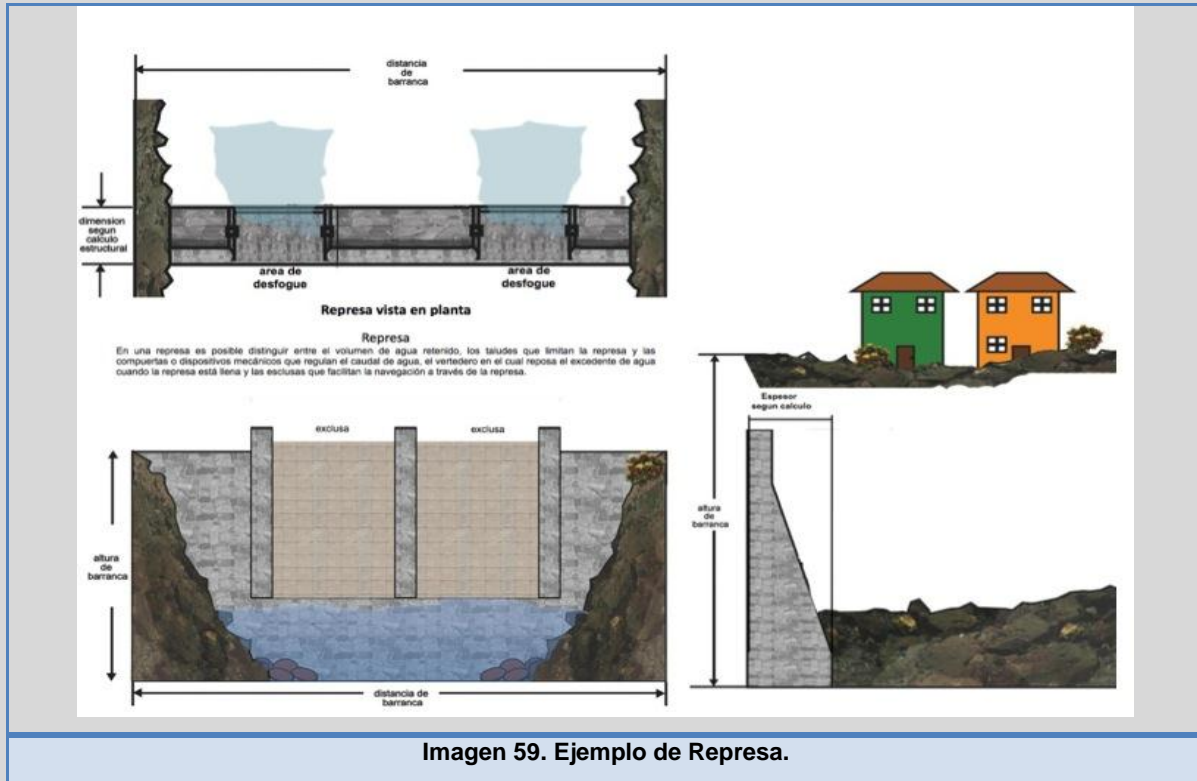 distancia
de
barranca
dimension
segun
calculo
estructural
area de
desfogue
area de
desfogue
Represa vista en planta
Represa
En una represa es posible distinguir entre el volumen de agua retenido, los taludes que limitan la represa y las
compuertas o dispositivos mecánicos que regulan el caudal de agua, el vertedero en el cual reposa el excedente de agua
cuando la represa está llena y las esclusas que facilitan la navegación a través de la represa.
exclusa
exclusa
altura
de
barranca
distancia de
barranca
Espesor
segun calculo
altura
de
barranca
Imagen 59. Ejemplo de Represa.